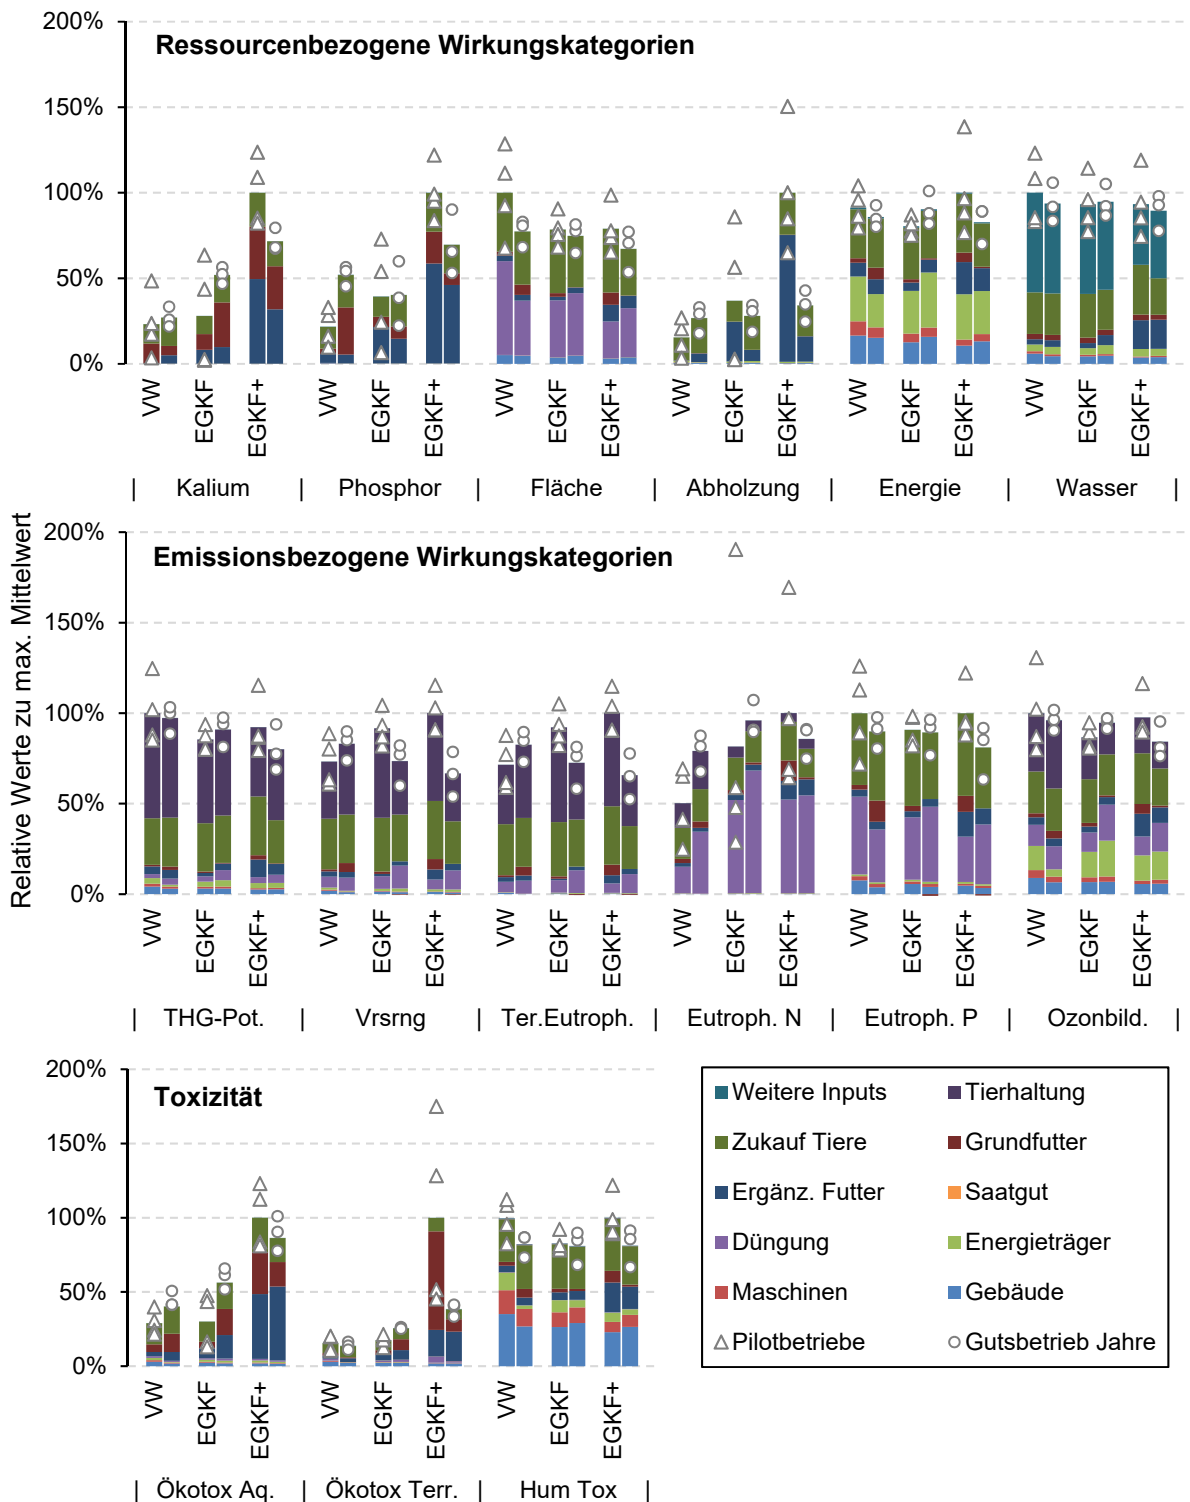 Relative Werte zu max. Mittelwert
200%
Ressourcenbezogene Wirkungskategorien
150%
100%
50%
0%
VW EGKF EGKF+ VW EGKF EGKF+ VW EGKF EGKF+ VW EGKF EGKF+ VW EGKF EGKF+ VW EGKF EGKF+
| Kalium | Phosphor | Fläche | Abholzung | Energie | Wasser |
200%
Emissionsbezogene Wirkungskategorien
150%
100%
50%
0%
VW EGKF EGKF+ VW EGKF EGKF+ VW EGKF EGKF+ VW EGKF EGKF+ VW EGKF EGKF+ VW EGKF EGKF+
| THG-Pot. | Vrsrng | Ter.Eutroph. | Eutroph. N | Eutroph. P | Ozonbild. |
200%
Toxizität
150%
100%
50%
0%
VW EGKF EGKF+ VW EGKF EGKF+ VW EGKF EGKF+
| Ökotox Aq. | Ökotox Terr. | Hum Tox |
Weitere Inputs Tierhaltung
Zukauf Tiere Grundfutter
Ergänz. Futter Saatgut
Düngung Energieträger
Maschinen Gebäude
Pilotbetriebe Gutsbetrieb Jahre